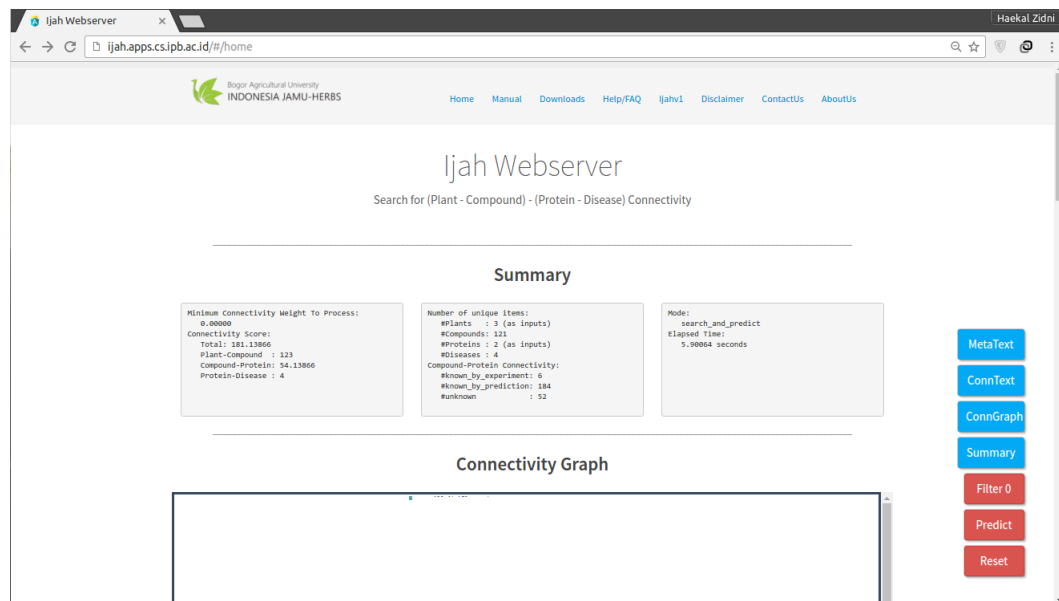 Ijah Webserver
Haekal Zidni
ijah.apps.cs.ipb.ac.id/#/home
Bogor Agricultural University
INDONESIA JAMU-HERBS
Home Manual Downloads Help/FAQ Ijahv1 Disclaimer ContactUs AboutUs
Ijah Webserver
Search for (Plant - Compound) - (Protein - Disease) Connectivity
Summary
Minimum Connectivity Weight To Process:
0.00000
Connectivity Score:
Total: 181.13866
Plant-Compound : 123
Compound-Protein: 54.13866
Protein-Disease : 4
Number of unique items:
#Plants : 3 (as inputs)
#Compounds: 121
#Proteins : 2 (as inputs)
#Diseases : 4
Compound-Protein Connectivity:
#known_by_experiment: 6
#known_by_prediction: 184
#unknown : 52
Mode:
search_and_predict
Elapsed Time:
5.90064 seconds
MetaText
ConnText
ConnGraph
Summary
Filter 0
Predict
Reset
Connectivity Graph